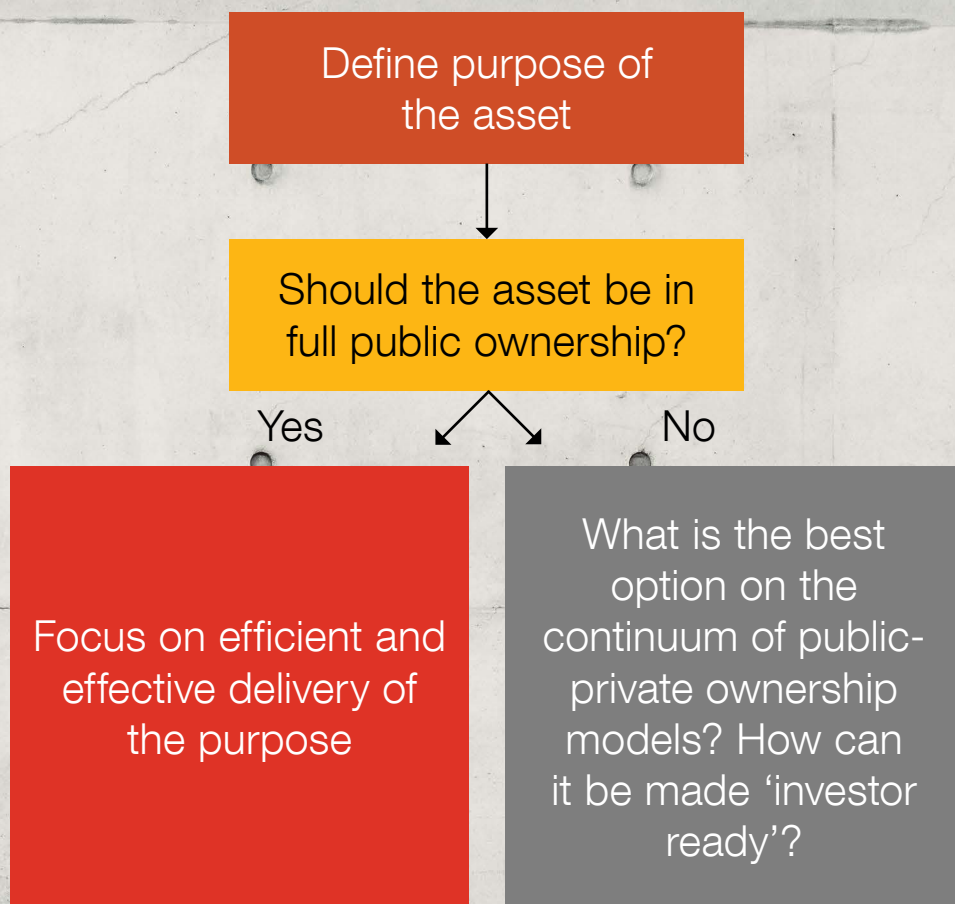 Define purpose of
the asset
Should the asset be in
full public ownership?
Yes
No
Focus on efficient and
effective delivery of
the purpose
What is the best
option on the
continuum of public-
private ownership
models? How can
it be made ‘investor
ready’?